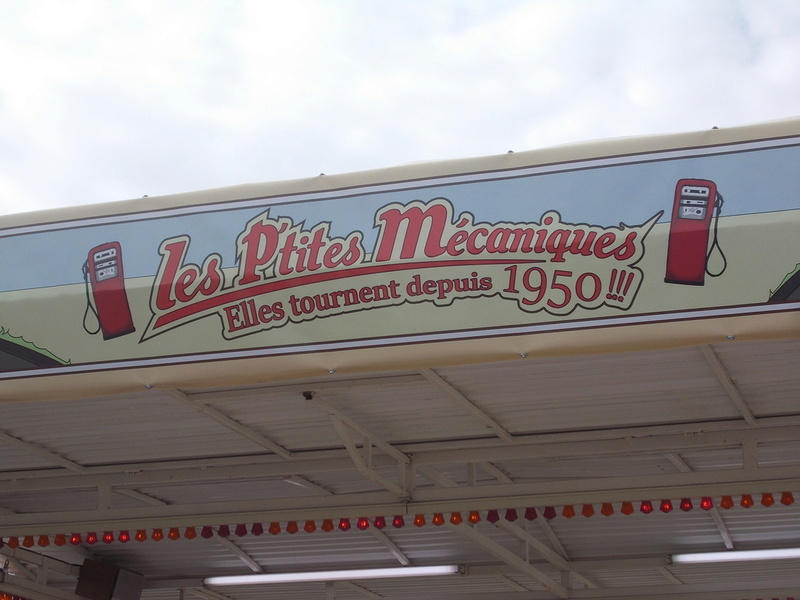 les P'tites Mécaniques
Elles tournent depuis 1950!!!